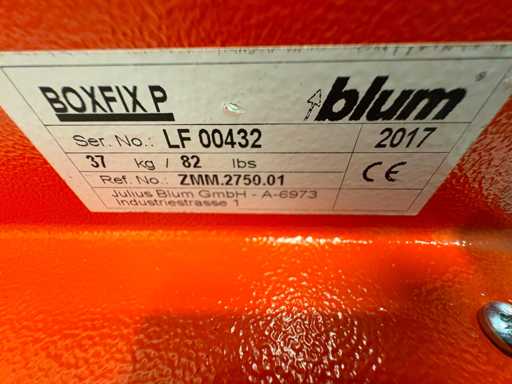 BOXFIX P
blum®
Ser. No.: LF 00432
2017
37 kg / 82 lbs
Ref. No.: ZMM.2750.01
CE
Julius Blum GmbH - A-6973
Industriestrasse 1